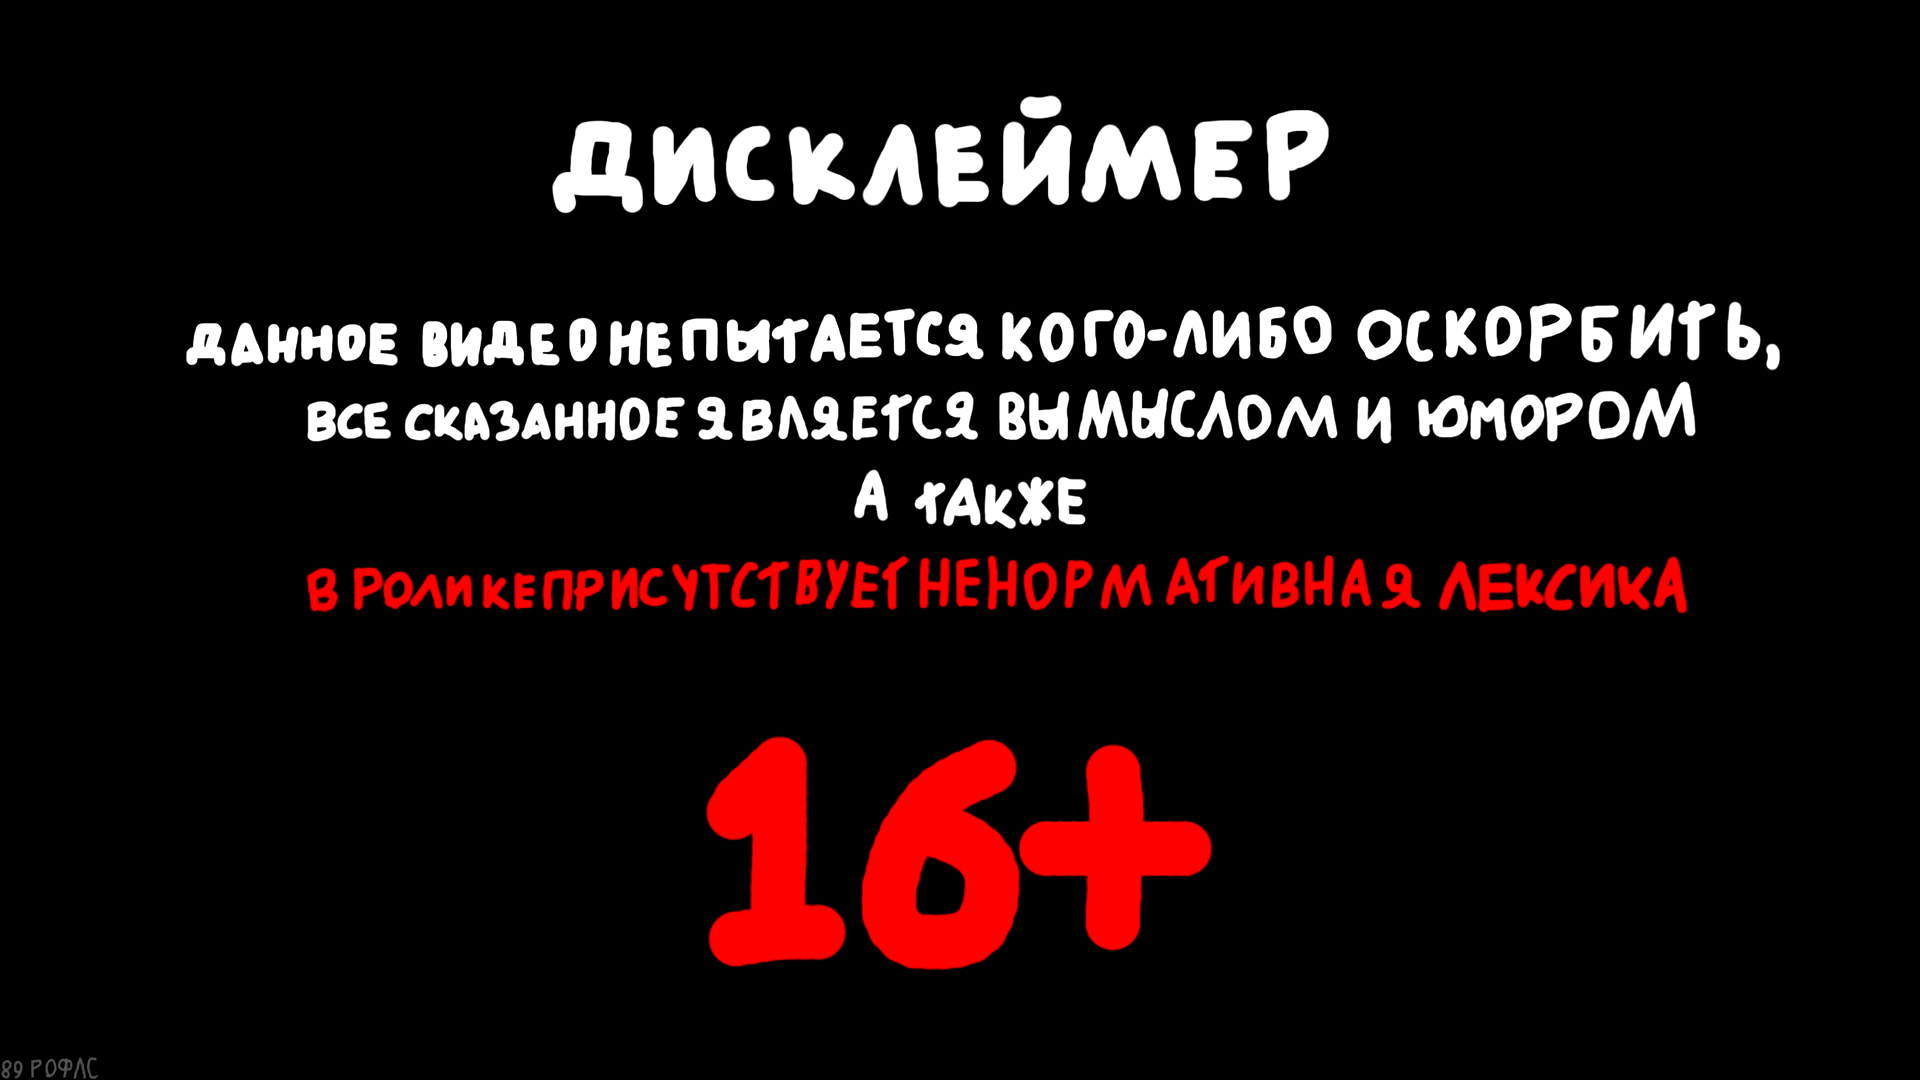 ДИСКЛЕЙМЕР
ДАННОЕ ВИДЕО НЕ ПЫТАЕТСЯ КОГО-ЛИБО ОСКОРБИТЬ,
ВСЕ СКАЗАННОЕ ЯВЛЯЕТСЯ ВЫМЫСЛОМ И ЮМОРОМ
А ТАКЖЕ
В РОЛИКЕ ПРИСУТСТВУЕТ НЕНОРМАТИВНАЯ ЛЕКСИКА
16+
89 РОФЛС